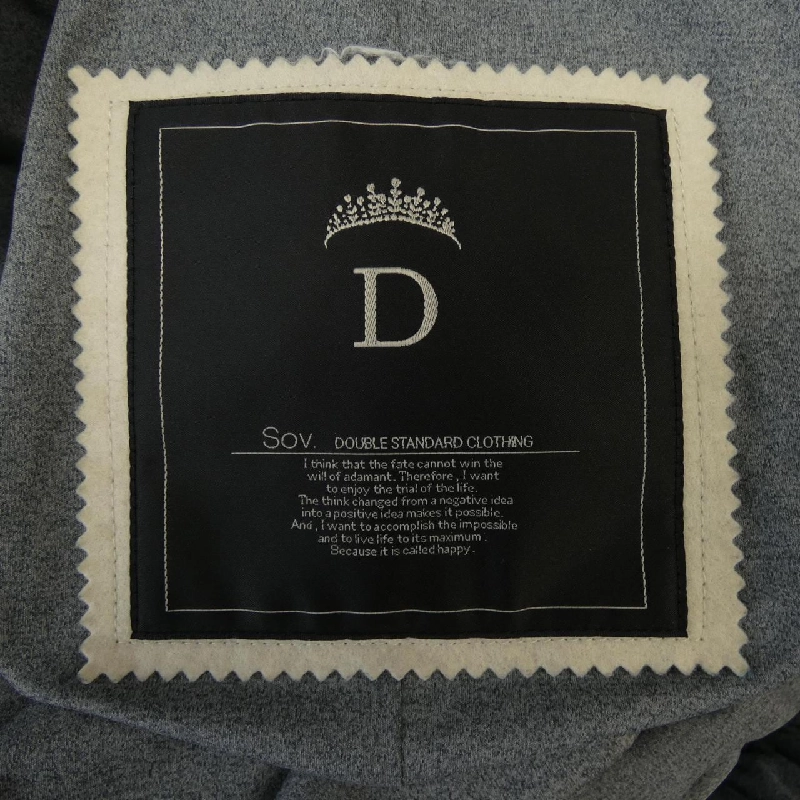 D
Sov. DOUBLE STANDARD CLOTHING
I think that the fate cannot win the
will of adamant. Therefore, I want
to enjoy the trial of the life.
The think changed from a negative idea
into a positive idea makes it possible.
And, I want to accomplish the impossible
and to live life to its maximum.
Because it is called happy.